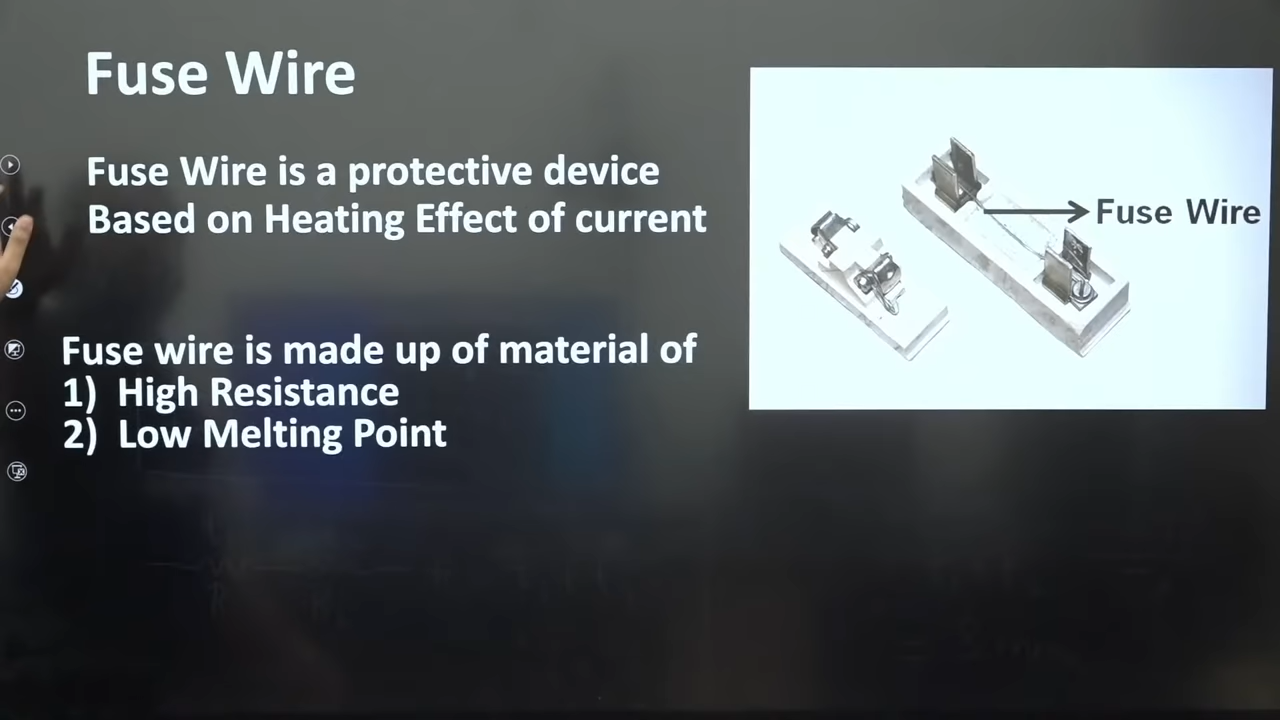 Fuse Wire
Fuse Wire is a protective device
Based on Heating Effect of current
Fuse Wire
Fuse wire is made up of material of
1) High Resistance
2) Low Melting Point